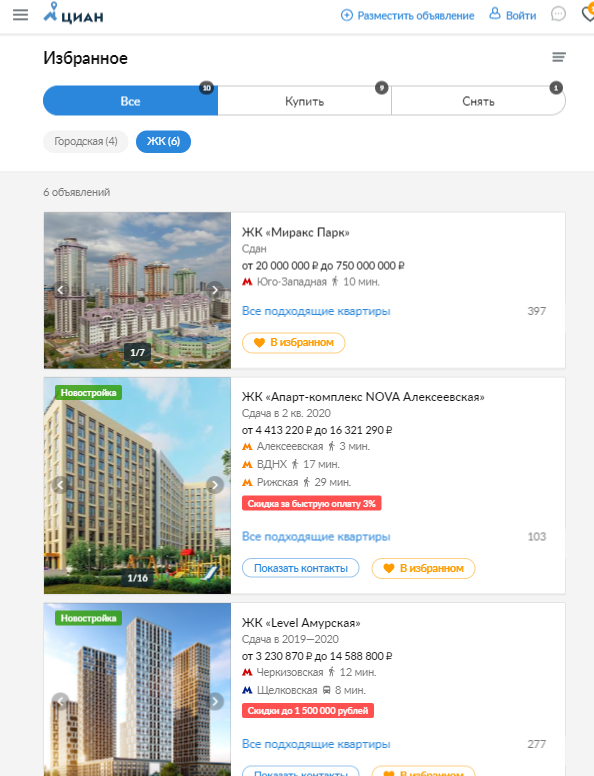 ЦИАН
Разместить объявление
Войти
Избранное
Все 10
Купить 9
Снять 1
Городская (4)
ЖК (6)
6 объявлений
1/7
ЖК «Миракс Парк»
Сдан
от 20 000 000 ₽ до 750 000 000 ₽
Юго-Западная 10 мин.
Все подходящие квартиры 397
В избранном
Новостройка
1/16
ЖК «Апарт-комплекс NOVA Алексеевская»
Сдача в 2 кв. 2020
от 4 413 220 ₽ до 16 321 290 ₽
Алексеевская 3 мин.
ВДНХ 17 мин.
Рижская 29 мин.
Скидка за быструю оплату 3%
Все подходящие квартиры 103
Показать контакты
В избранном
Новостройка
ЖК «Level Амурская»
Сдача в 2019—2020
от 3 230 870 ₽ до 14 588 800 ₽
Черкизовская 12 мин.
Щелковская 8 мин.
Скидки до 1 500 000 рублей
Все подходящие квартиры 277
Показать контакты
В избранном